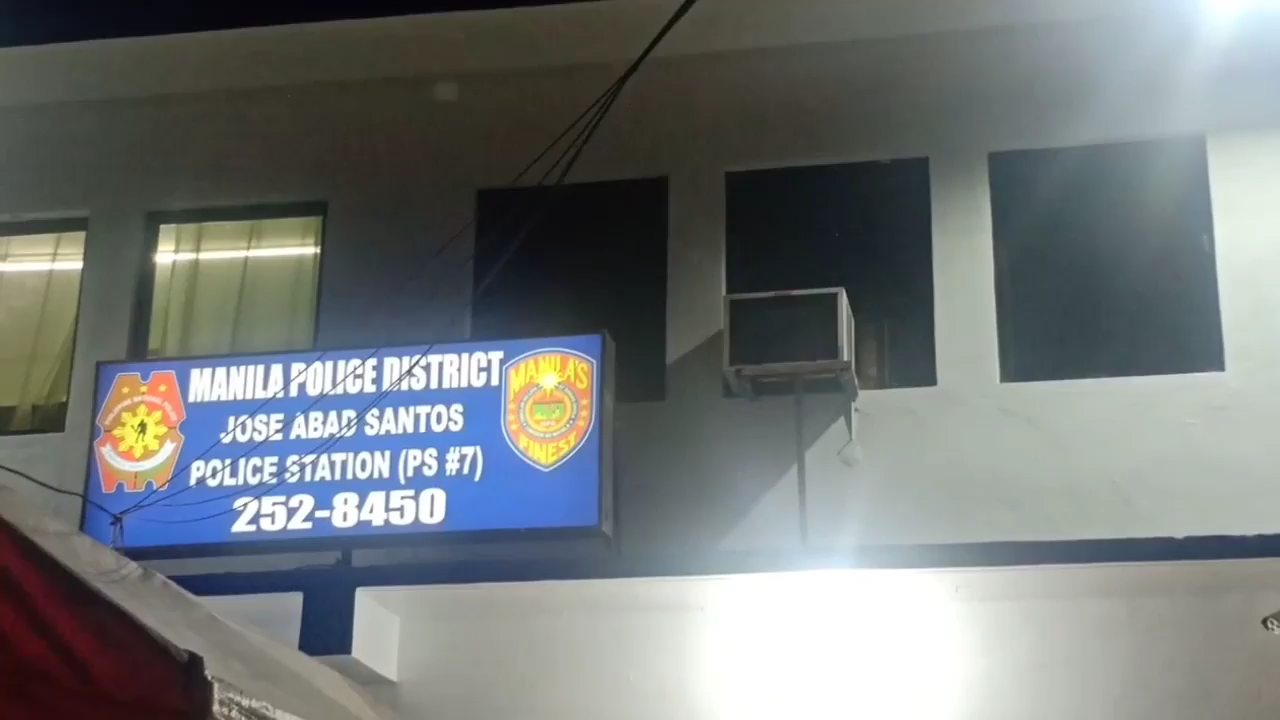 MANILA POLICE DISTRICT
JOSE ABAD SANTOS
POLICE STATION (PS #7)
252-8450
MANILA'S
FINEST